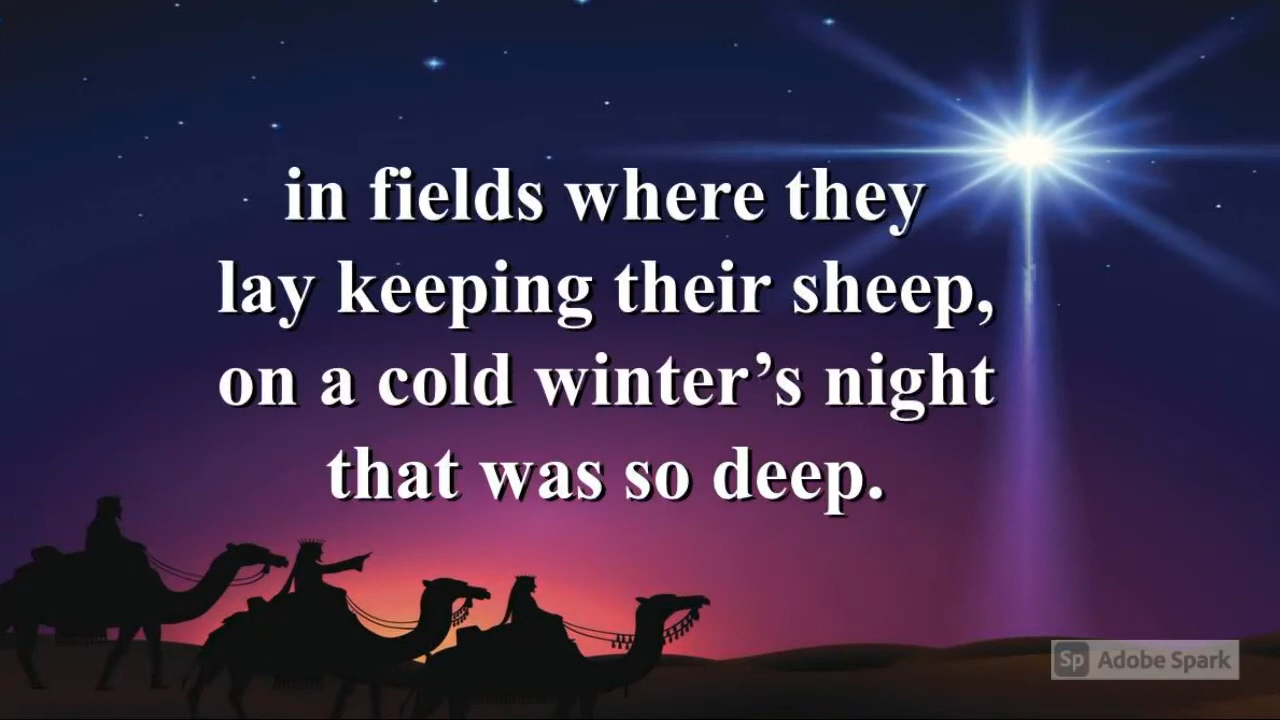 in fields where they
lay keeping their sheep,
on a cold winter’s night
that was so deep.
Sp Adobe Spark